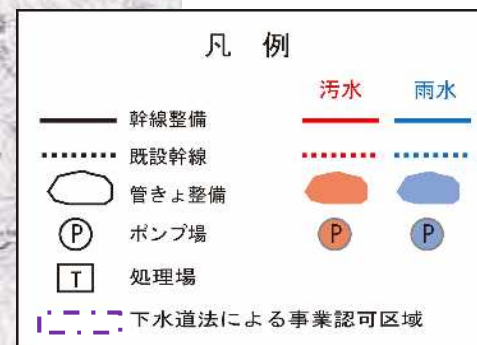 凡 例
汚水 雨水
幹線整備
既設幹線
管きょ整備
P ポンプ場 P P
T 処理場
下水道法による事業認可区域